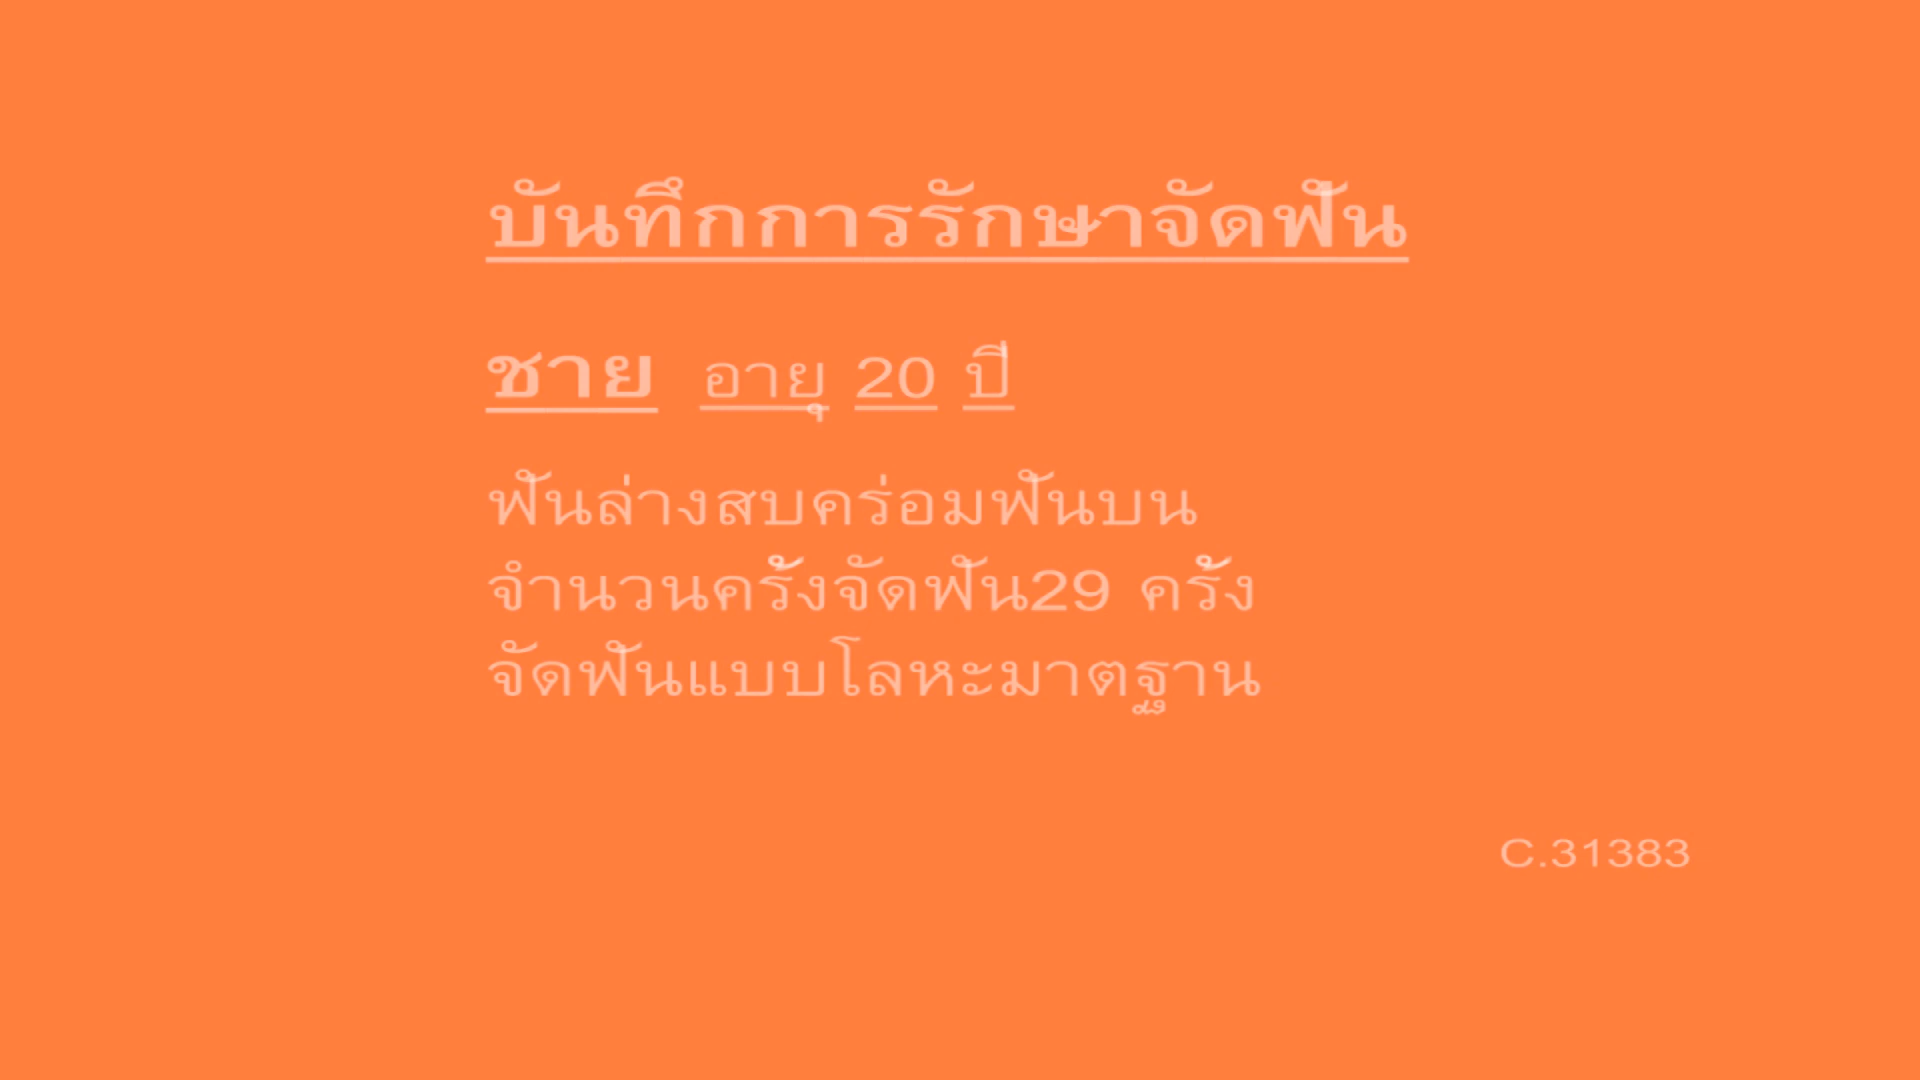 บันทึกการรักษาจัดฟัน
ชาย อายุ 20 ปี
ฟันล่างสบคร่อมฟันบน
จำนวนครั้งจัดฟัน29 ครั้ง
จัดฟันแบบโลหะมาตฐาน
C.31383